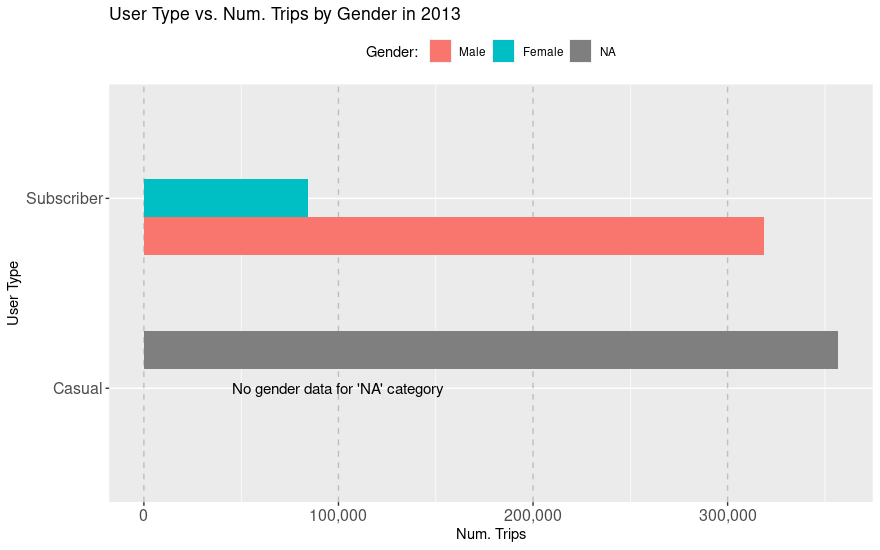 User Type vs. Num. Trips by Gender in 2013
Gender: Male Female NA
Subscriber
Casual
No gender data for 'NA' category
User Type
0 100,000 200,000 300,000
Num. Trips